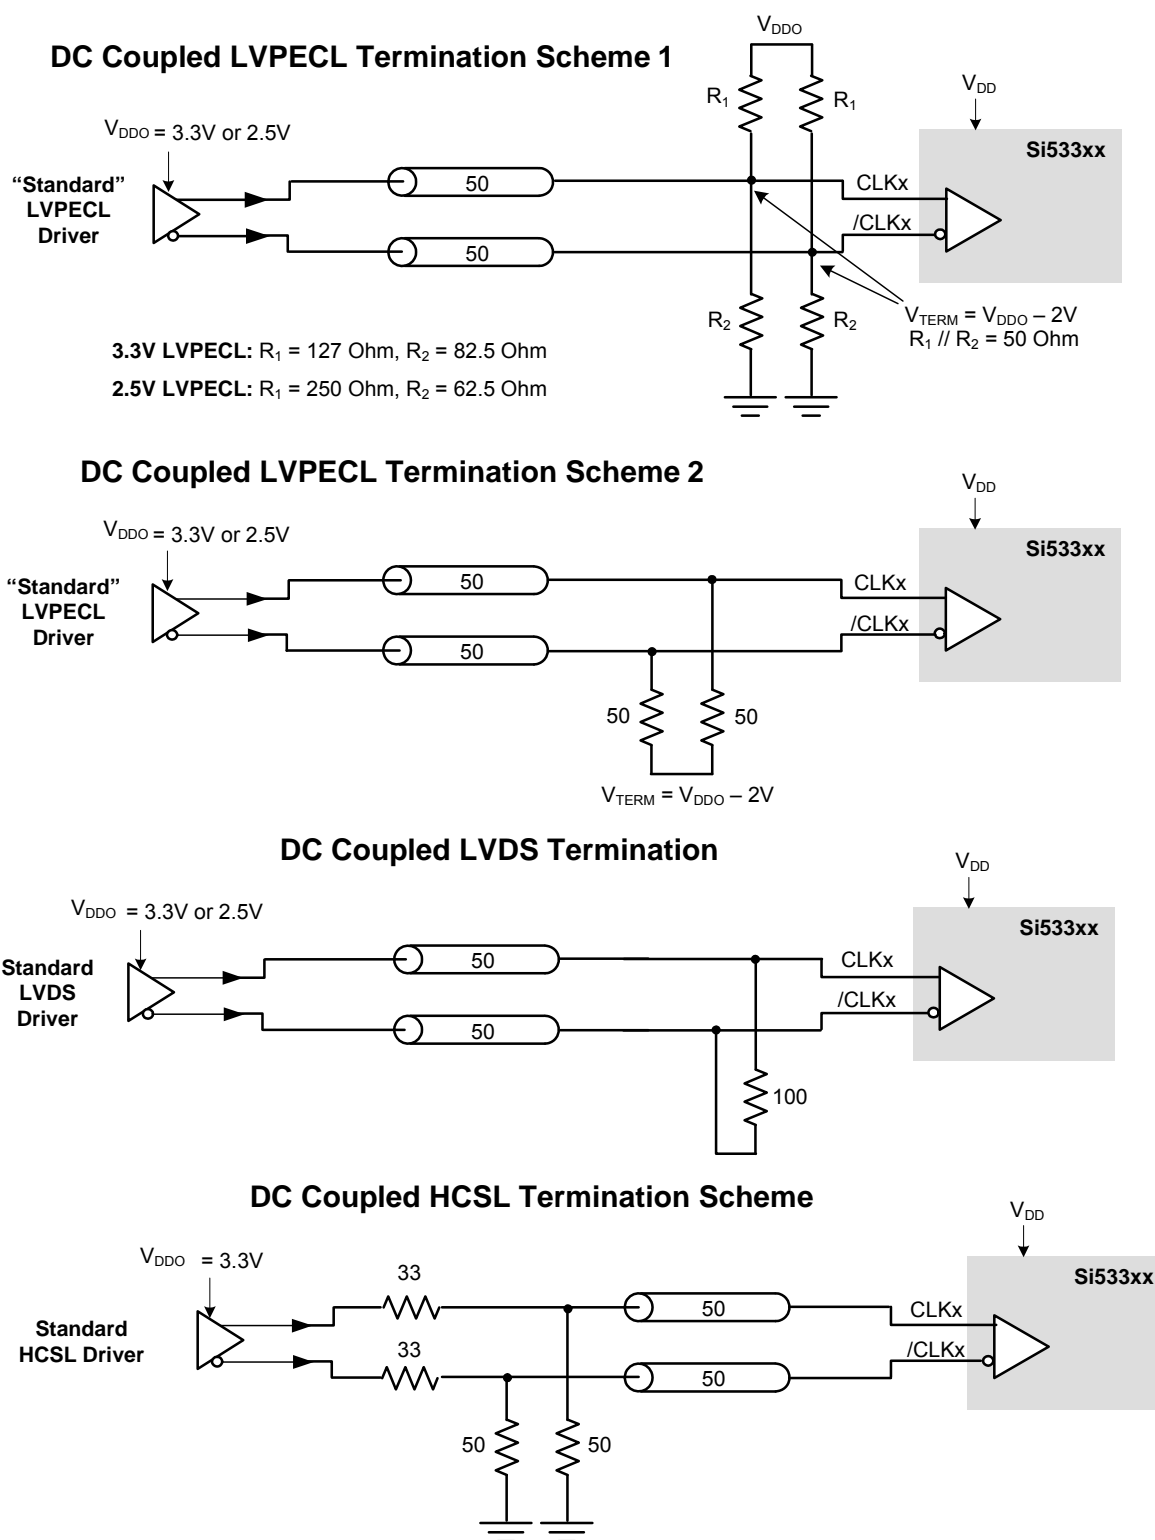 DC Coupled LVPECL Termination Scheme 1
VDDO
R1
R1
VDD
VDDO = 3.3V or 2.5V
Si533xx
“Standard”
LVPECL
Driver
50
CLKx
50
/CLKx
R2
R2
VTERM = VDDO – 2V
R1 // R2 = 50 Ohm
3.3V LVPECL: R1 = 127 Ohm, R2 = 82.5 Ohm
2.5V LVPECL: R1 = 250 Ohm, R2 = 62.5 Ohm
DC Coupled LVPECL Termination Scheme 2
VDD
VDDO = 3.3V or 2.5V
Si533xx
“Standard”
LVPECL
Driver
50
CLKx
50
/CLKx
50
50
VTERM = VDDO – 2V
DC Coupled LVDS Termination
VDD
VDDO = 3.3V or 2.5V
Si533xx
Standard
LVDS
Driver
50
CLKx
50
/CLKx
100
DC Coupled HCSL Termination Scheme
VDD
VDDO = 3.3V
Si533xx
33
Standard
HCSL Driver
50
CLKx
33
50
/CLKx
50
50